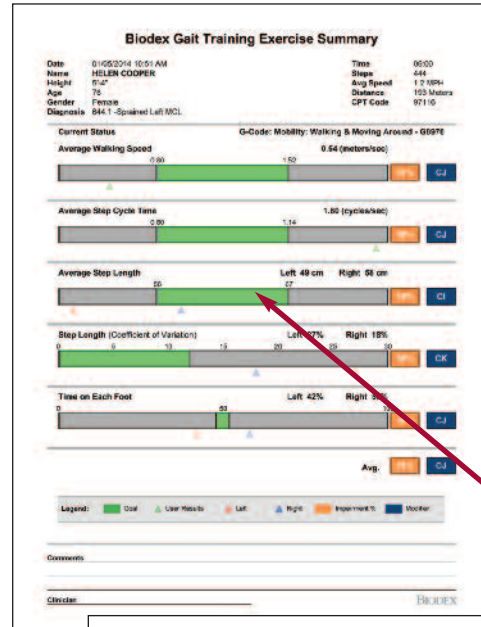 Biodex Gait Training Exercise Summary
Date 01/05/2014 10:51 AM Time 06:00
Name HELEN COOPER Steps 444
Height 5'4" Avg Speed 1.2 MPH
Age 76 Distance 193 Meters
Gender Female CPT Code 97116
Diagnosis 844.1 -Sprained Left MCL
Current Status G-Code: Mobility: Walking & Moving Around - G8978
Average Walking Speed 0.54 (meters/sec)
0.80 1.52
CJ
Average Step Cycle Time 1.60 (cycles/sec)
0.80 1.14
CJ
Average Step Length Left 49 cm Right 58 cm
67
CI
Step Length (Coefficient of Variation) Left Right 18%
0 5 10 15 20 25 30
CK
Time on Each Foot Left 42% Right
0 50
CJ
Avg. CJ
Legend: Goal User Results Left Right Impairment % Modifier
Comments
Clinician BIODEX